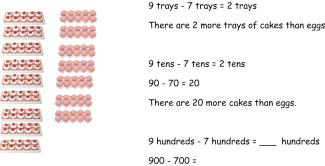 9 trays - 7 trays = 2 trays
There are 2 more trays of cakes than eggs
9 tens - 7 tens = 2 tens
90 - 70 = 20
There are 20 more cakes than eggs.
9 hundreds - 7 hundreds = ___ hundreds
900 - 700 =